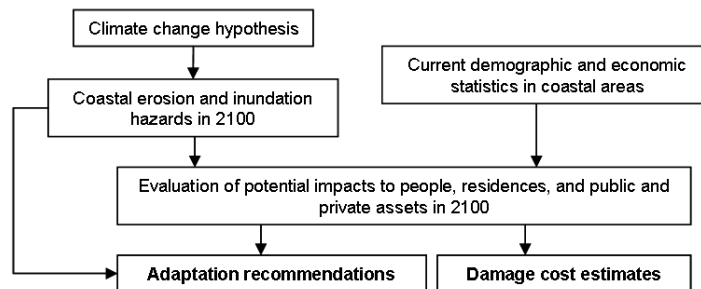 Climate change hypothesis
Current demographic and economic
statistics in coastal areas
Coastal erosion and inundation
hazards in 2100
Evaluation of potential impacts to people, residences, and public and
private assets in 2100
Adaptation recommendations
Damage cost estimates